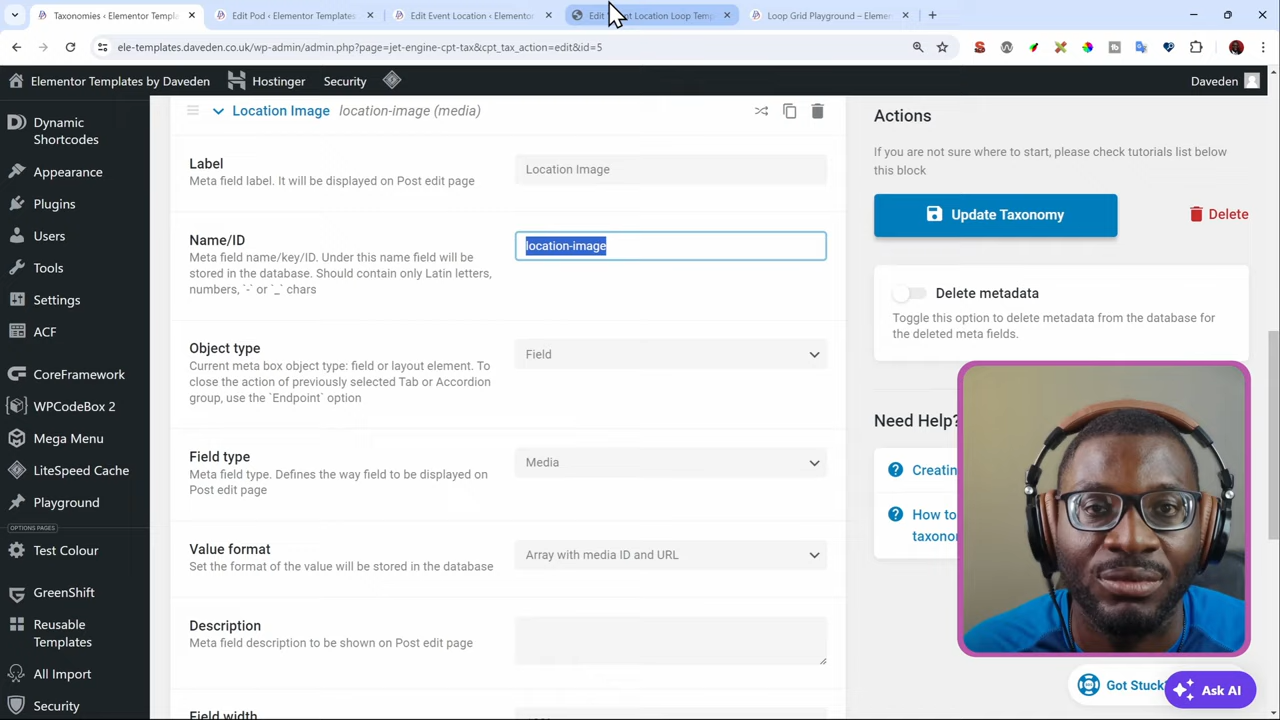 Taxonomies ‹ Elementor Templ
Edit Pod ‹ Elementor Templates
Edit Event Location ‹ Elementor
Location Loop Temp
Loop Grid Playground – Elemen
ele-templates.daveden.co.uk/wp-admin/admin.php?page=jet-engine-cpt-tax&cpt_tax_action=edit&id=5
Elementor Templates by Daveden
Hostinger
Security
Daveden
Dynamic
Shortcodes
Appearance
Plugins
Users
Tools
Settings
ACF
CoreFramework
WPCodeBox 2
Mega Menu
LiteSpeed Cache
Playground
OPTIONS PAGES
Test Colour
GreenShift
Reusable
Templates
All Import
Security
Location Image location-image (media)
Label
Meta field label. It will be displayed on Post edit page
Location Image
Name/ID
Meta field name/key/ID. Under this name field will be
stored in the database. Should contain only Latin letters,
numbers, `-` or `_` chars
location-image
Object type
Current meta box object type: field or layout element. To
close the action of previously selected Tab or Accordion
group, use the `Endpoint` option
Field
Field type
Meta field type. Defines the way field to be displayed on
Post edit page
Media
Value format
Set the format of the value will be stored in the database
Array with media ID and URL
Description
Meta field description to be shown on Post edit page
Field width
Actions
If you are not sure where to start, please check tutorials list below
this block
Update Taxonomy
Delete
Delete metadata
Toggle this option to delete metadata from the database for
the deleted meta fields.
Need Help?
Creatin
How to
taxono
Got Stuck?
Ask AI